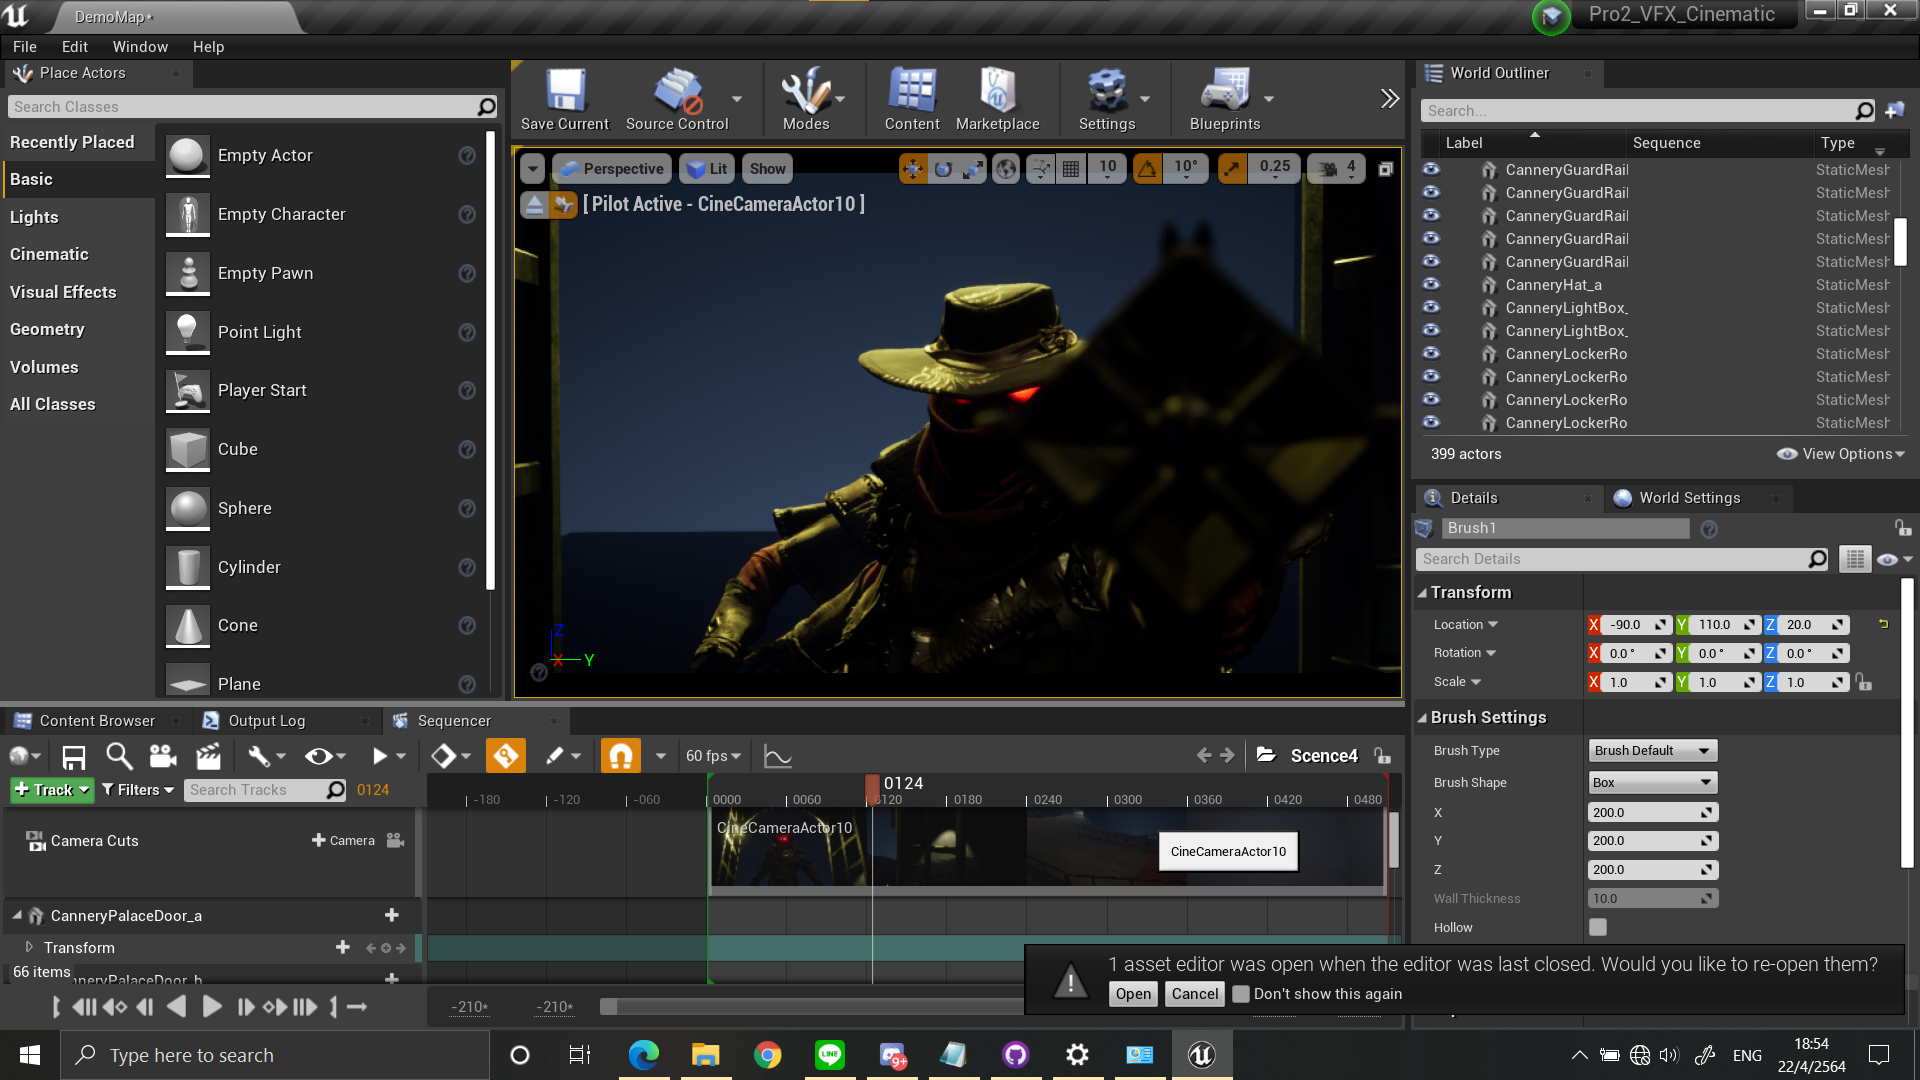 DemoMap*
Pro2_VFX_Cinematic
File Edit Window Help
Place Actors
Search Classes
Recently Placed
Basic
Lights
Cinematic
Visual Effects
Geometry
Volumes
All Classes
Empty Actor
Empty Character
Empty Pawn
Point Light
Player Start
Cube
Sphere
Cylinder
Cone
Plane
Save Current Source Control Modes Content Marketplace Settings Blueprints
Perspective Lit Show 10 10° 0.25 4
[ Pilot Active - CineCameraActor10 ]
Z
X Y
World Outliner
Search...
Label Sequence Type
CanneryGuardRail StaticMesh
CanneryGuardRail StaticMesh
CanneryGuardRail StaticMesh
CanneryGuardRail StaticMesh
CanneryGuardRail StaticMesh
CanneryHat_a StaticMesh
CanneryLightBox_ StaticMesh
CanneryLightBox_ StaticMesh
CanneryLockerRo StaticMesh
CanneryLockerRo StaticMesh
CanneryLockerRo StaticMesh
CanneryLockerRo StaticMesh
399 actors View Options
Details World Settings
Brush1
Search Details
Transform
Location X -90.0 Y 110.0 Z 20.0
Rotation X 0.0 ° Y 0.0 ° Z 0.0 °
Scale X 1.0 Y 1.0 Z 1.0
Brush Settings
Brush Type Brush Default
Brush Shape Box
X 200.0
Y 200.0
Z 200.0
Wall Thickness 10.0
Hollow
Content Browser Output Log Sequencer
60 fps Scence4
Track Filters Search Tracks 0124
0124
-180 -120 -060 0000 0060 0120 0180 0240 0300 0360 0420 0480
Camera Cuts Camera
CineCameraActor10
CineCameraActor10
CanneryPalaceDoor_a
Transform
66 items
-210* -210*
1 asset editor was open when the editor was last closed. Would you like to re-open them?
Open Cancel Don't show this again
Type here to search
9+
ENG
18:54
22/4/2564